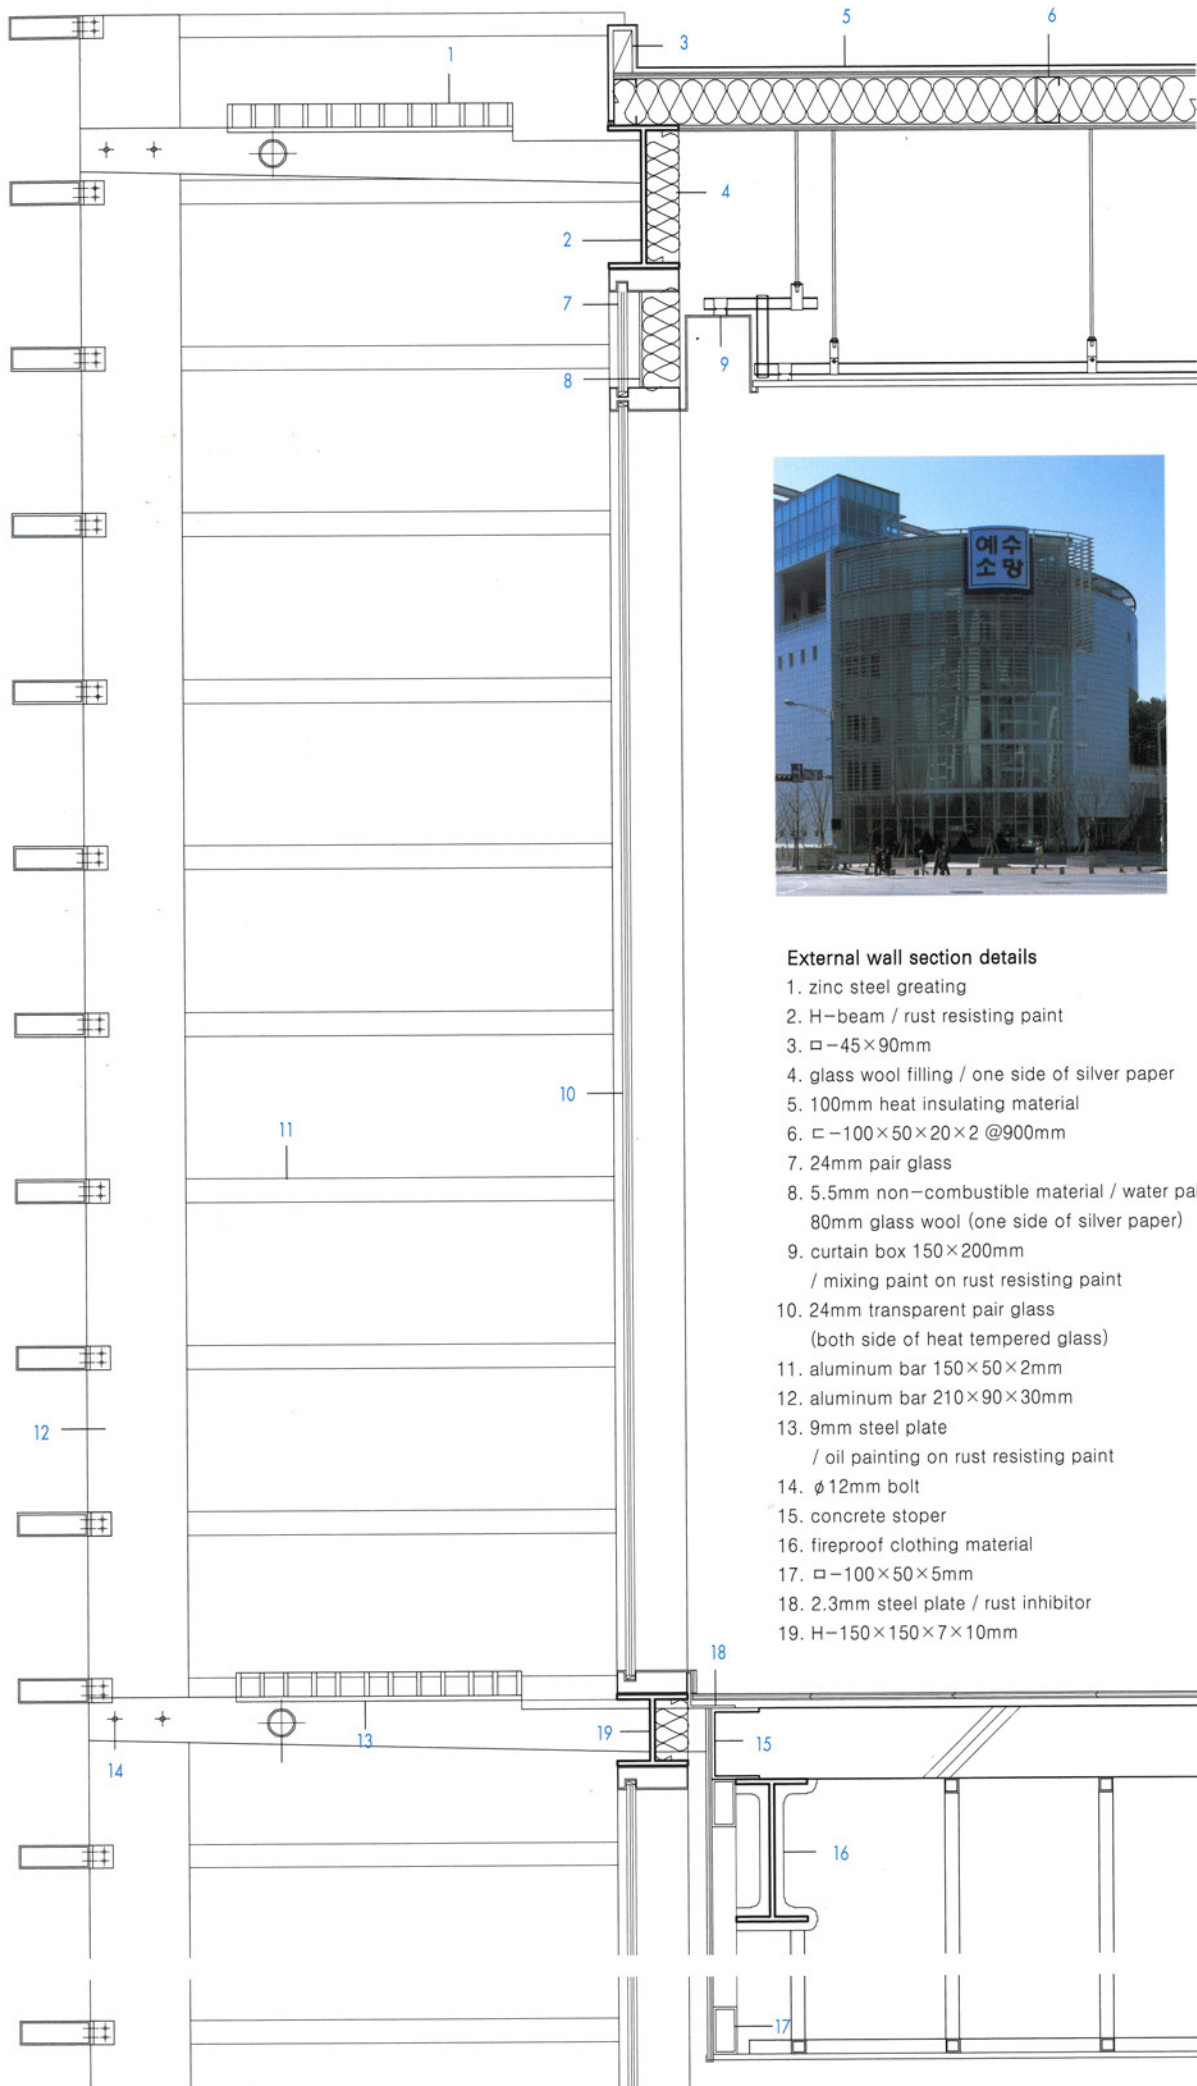 5
6
3
1
4
2
7
9
8
예수
소망
10
11
12
External wall section details
1. zinc steel greating
2. H-beam / rust resisting paint
3. ㅁ-45×90mm
4. glass wool filling / one side of silver paper
5. 100mm heat insulating material
6. ㄷ-100×50×20×2 @900mm
7. 24mm pair glass
8. 5.5mm non-combustible material / water pai
80mm glass wool (one side of silver paper)
9. curtain box 150×200mm
/ mixing paint on rust resisting paint
10. 24mm transparent pair glass
(both side of heat tempered glass)
11. aluminum bar 150×50×2mm
12. aluminum bar 210×90×30mm
13. 9mm steel plate
/ oil painting on rust resisting paint
14. ϕ12mm bolt
15. concrete stoper
16. fireproof clothing material
17. ㅁ-100×50×5mm
18. 2.3mm steel plate / rust inhibitor
19. H-150×150×7×10mm
18
19
13
15
14
16
17